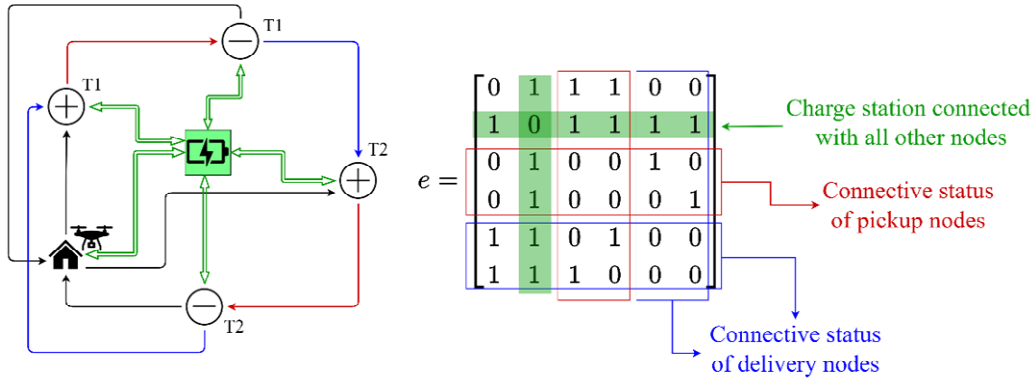 T1
T1
T2
T2
e =
0 1 1 1 0 0
1 0 1 1 1 1
0 1 0 0 1 0
0 1 0 0 0 1
1 1 0 1 0 0
1 1 1 0 0 0
Charge station connected
with all other nodes
Connective status
of pickup nodes
Connective status
of delivery nodes